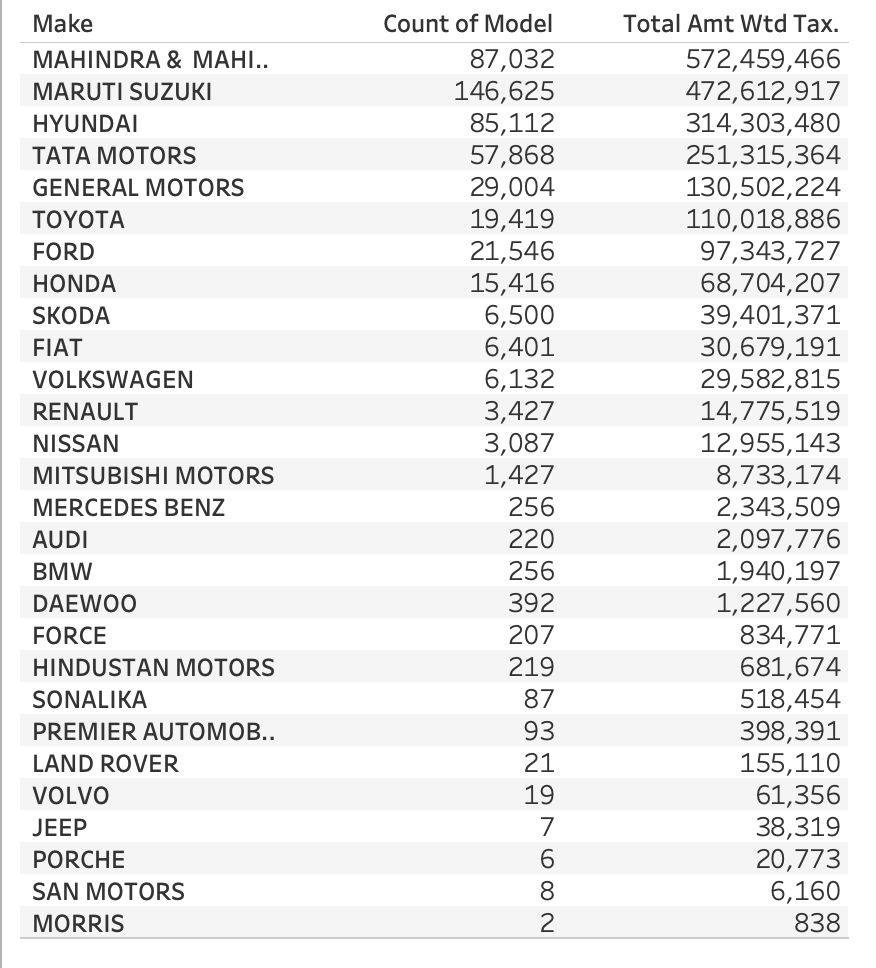 Make Count of Model Total Amt Wtd Tax.
MAHINDRA & MAHI.. 87,032 572,459,466
MARUTI SUZUKI 146,625 472,612,917
HYUNDAI 85,112 314,303,480
TATA MOTORS 57,868 251,315,364
GENERAL MOTORS 29,004 130,502,224
TOYOTA 19,419 110,018,886
FORD 21,546 97,343,727
HONDA 15,416 68,704,207
SKODA 6,500 39,401,371
FIAT 6,401 30,679,191
VOLKSWAGEN 6,132 29,582,815
RENAULT 3,427 14,775,519
NISSAN 3,087 12,955,143
MITSUBISHI MOTORS 1,427 8,733,174
MERCEDES BENZ 256 2,343,509
AUDI 220 2,097,776
BMW 256 1,940,197
DAEWOO 392 1,227,560
FORCE 207 834,771
HINDUSTAN MOTORS 219 681,674
SONALIKA 87 518,454
PREMIER AUTOMOB.. 93 398,391
LAND ROVER 21 155,110
VOLVO 19 61,356
JEEP 7 38,319
PORCHE 6 20,773
SAN MOTORS 8 6,160
MORRIS 2 838